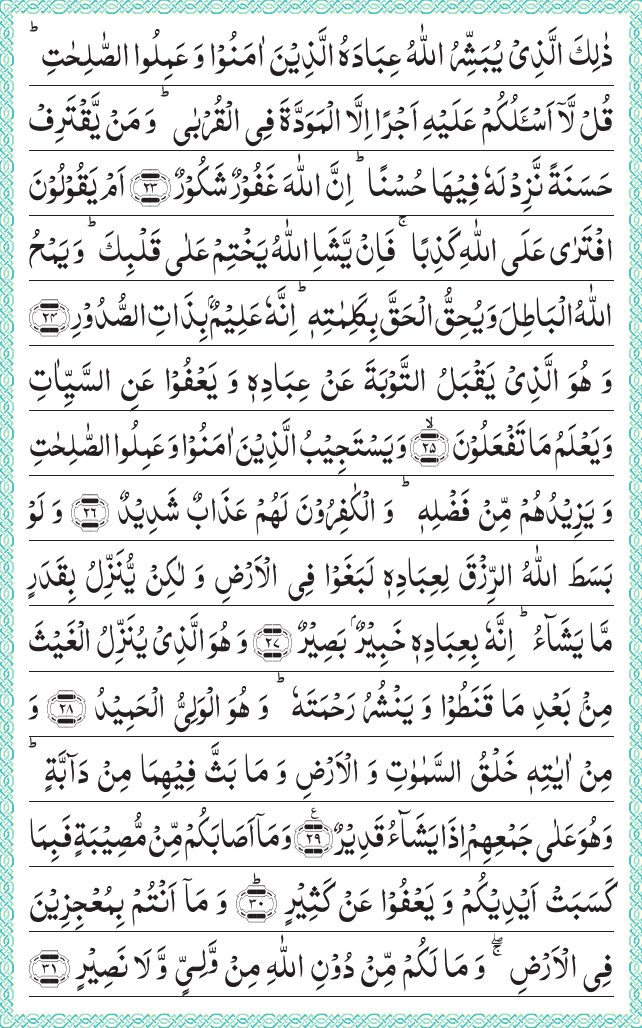 ذٰلِكَ الَّذِیْ یُبَشِّرُ اللّٰهُ عِبَادَهُ الَّذِیْنَ اٰمَنُوْا وَ عَمِلُوا الصّٰلِحٰتِ ؕ
قُلْ لَّاۤ اَسْـَٔلُكُمْ عَلَیْهِ اَجْرًا اِلَّا الْمَوَدَّةَ فِی الْقُرْبٰی ؕ وَ مَنْ یَّقْتَرِفْ
حَسَنَةً نَّزِدْ لَهٗ فِیْهَا حُسْنًا ؕ اِنَّ اللّٰهَ غَفُوْرٌ شَكُوْرٌ ﴿۲۳﴾ اَمْ یَقُوْلُوْنَ
افْتَرٰی عَلَی اللّٰهِ كَذِبًا ۚ فَاِنْ یَّشَاِ اللّٰهُ یَخْتِمْ عَلٰی قَلْبِكَ ؕ وَ یَمْحُ
اللّٰهُ الْبَاطِلَ وَ یُحِقُّ الْحَقَّ بِكَلِمٰتِهٖ ؕ اِنَّهٗ عَلِیْمٌۢ بِذَاتِ الصُّدُوْرِ ﴿۲۴﴾
وَ هُوَ الَّذِیْ یَقْبَلُ التَّوْبَةَ عَنْ عِبَادِهٖ وَ یَعْفُوْا عَنِ السَّیِّاٰتِ
وَ یَعْلَمُ مَا تَفْعَلُوْنَ ﴿ۙ۲۵﴾ وَ یَسْتَجِیْبُ الَّذِیْنَ اٰمَنُوْا وَ عَمِلُوا الصّٰلِحٰتِ
وَ یَزِیْدُهُمْ مِّنْ فَضْلِهٖ ؕ وَ الْكٰفِرُوْنَ لَهُمْ عَذَابٌ شَدِیْدٌ ﴿۲۶﴾ وَ لَوْ
بَسَطَ اللّٰهُ الرِّزْقَ لِعِبَادِهٖ لَبَغَوْا فِی الْاَرْضِ وَ لٰكِنْ یُّنَزِّلُ بِقَدَرٍ
مَّا یَشَآءُ ؕ اِنَّهٗ بِعِبَادِهٖ خَبِیْرٌۢ بَصِیْرٌ ﴿۲۷﴾ وَ هُوَ الَّذِیْ یُنَزِّلُ الْغَیْثَ
مِنْۢ بَعْدِ مَا قَنَطُوْا وَ یَنْشُرُ رَحْمَتَهٗ ؕ وَ هُوَ الْوَلِیُّ الْحَمِیْدُ ﴿۲۸﴾ وَ
مِنْ اٰیٰتِهٖ خَلْقُ السَّمٰوٰتِ وَ الْاَرْضِ وَ مَا بَثَّ فِیْهِمَا مِنْ دَآبَّةٍ ؕ
وَ هُوَ عَلٰی جَمْعِهِمْ اِذَا یَشَآءُ قَدِیْرٌ ﴿۲۹﴾ۧ وَ مَاۤ اَصَابَكُمْ مِّنْ مُّصِیْبَةٍ فَبِمَا
كَسَبَتْ اَیْدِیْكُمْ وَ یَعْفُوْا عَنْ كَثِیْرٍ ﴿ؕ۳۰﴾ وَ مَاۤ اَنْتُمْ بِمُعْجِزِیْنَ
فِی الْاَرْضِ ۚۖ وَ مَا لَكُمْ مِّنْ دُوْنِ اللّٰهِ مِنْ وَّلِیٍّ وَّ لَا نَصِیْرٍ ﴿۳۱﴾